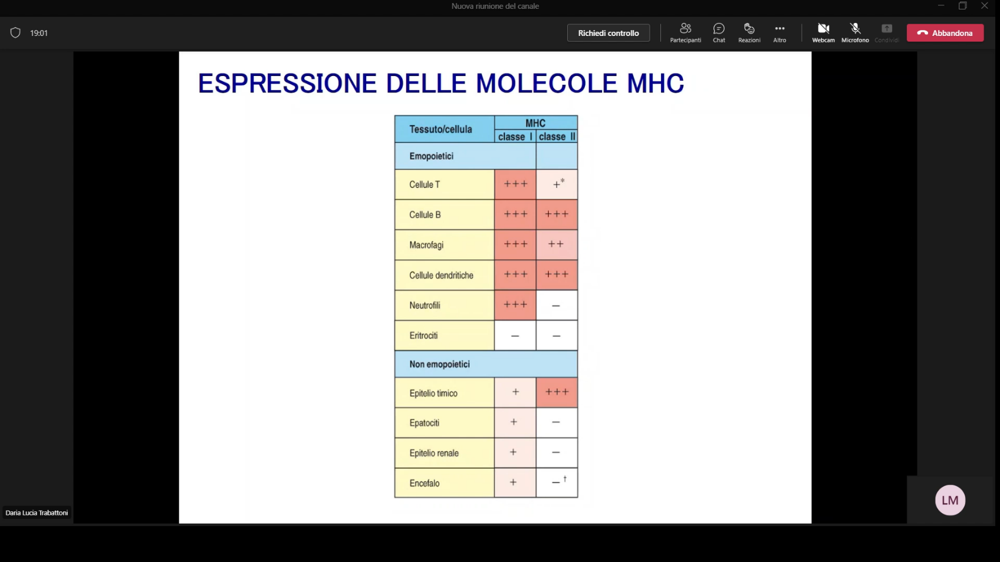 Nuova riunione del canale
19:01
Richiedi controllo
Partecipanti
Chat
Reazioni
Altro
Webcam
Microfono
Condividi
Abbandona
ESPRESSIONE DELLE MOLECOLE MHC
Tessuto/cellula MHC
classe I classe II
Emopoietici
Cellule T +++ +*
Cellule B +++ +++
Macrofagi +++ ++
Cellule dendritiche +++ +++
Neutrofili +++ –
Eritrociti – –
Non emopoietici
Epitelio timico + +++
Epatociti + –
Epitelio renale + –
Encefalo + –†
Daria Lucia Trabattoni
LM